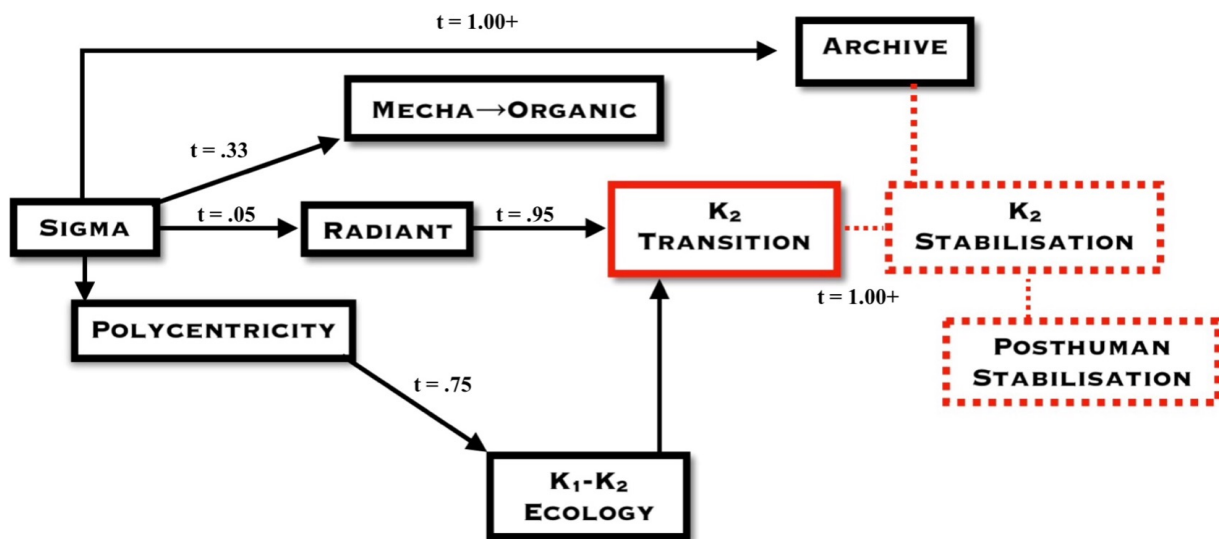 t = 1.00+
ARCHIVE
MECHA→ORGANIC
t = .33
SIGMA
t = .05
RADIANT
t = .95
K₂
TRANSITION
K₂
STABILISATION
t = 1.00+
POLYCENTRICITY
POSTHUMAN
STABILISATION
t = .75
K₁-K₂
ECOLOGY